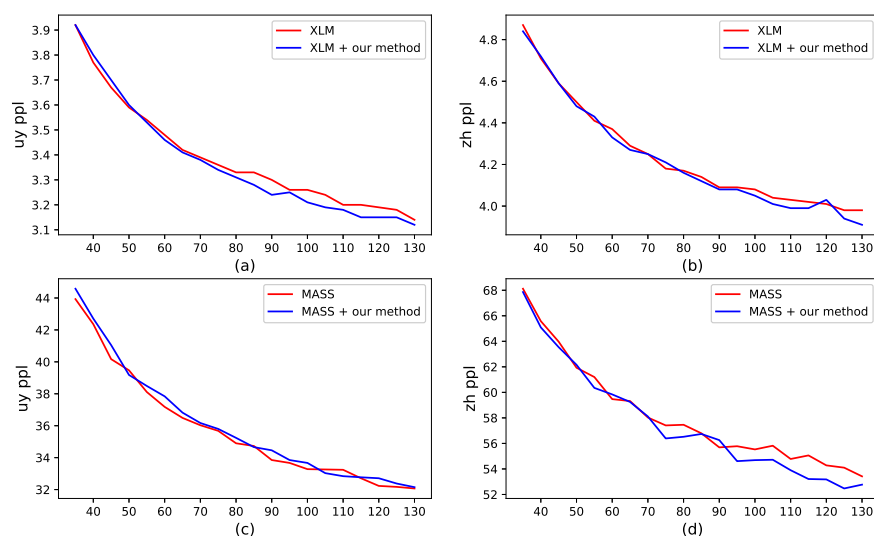 3.9
3.8
3.7
3.6
3.5
3.4
3.3
3.2
3.1
uy ppl
XLM
XLM + our method
40 50 60 70 80 90 100 110 120 130
(a)
4.8
4.6
4.4
4.2
4.0
zh ppl
XLM
XLM + our method
40 50 60 70 80 90 100 110 120 130
(b)
44
42
40
38
36
34
32
uy ppl
MASS
MASS + our method
40 50 60 70 80 90 100 110 120 130
(c)
68
66
64
62
60
58
56
54
52
zh ppl
MASS
MASS + our method
40 50 60 70 80 90 100 110 120 130
(d)